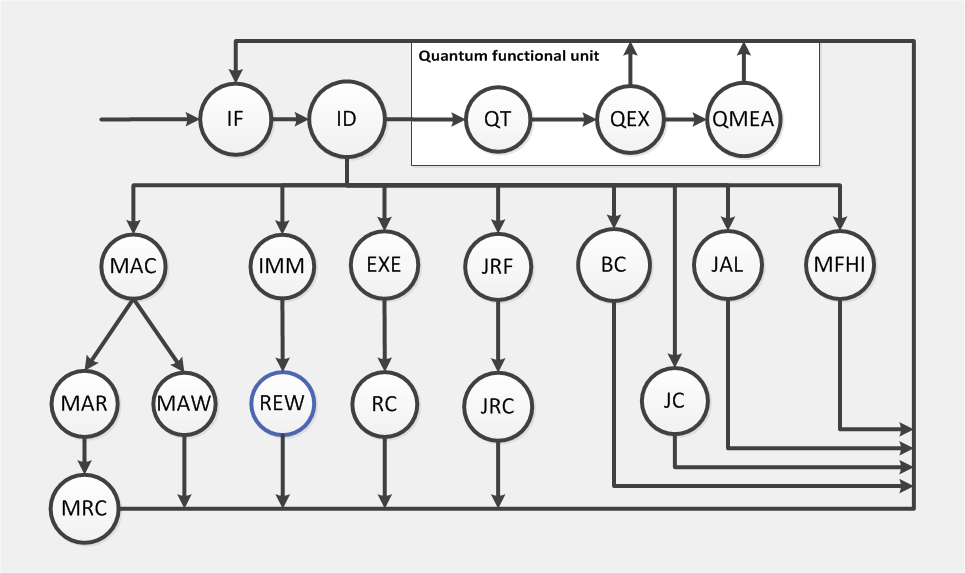 Quantum functional unit
IF
ID
QT
QEX
QMEA
MAC
IMM
EXE
JRF
BC
JAL
MFHI
MAR
MAW
REW
RC
JRC
JC
MRC